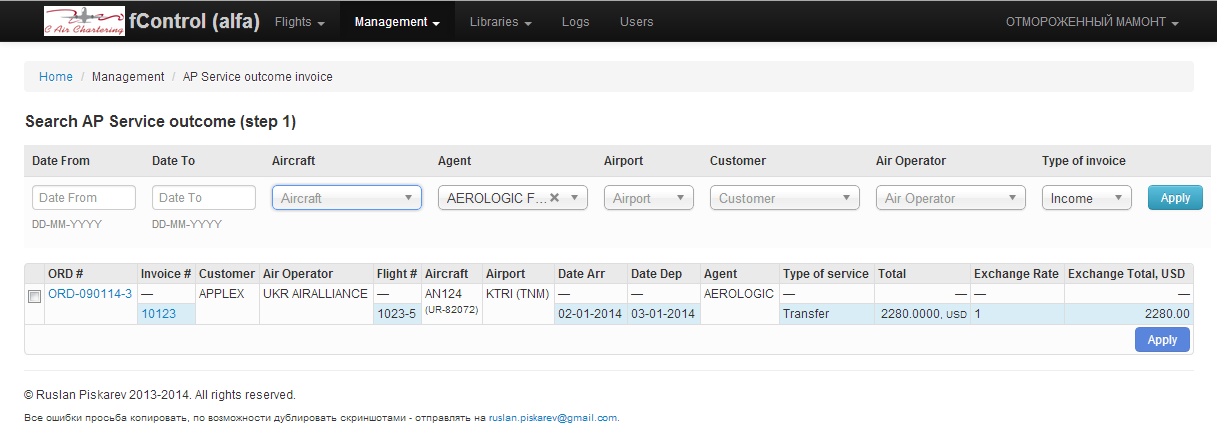 C Air Chartering fControl (alfa) Flights Management Libraries Logs Users ОТМОРОЖЕННЫЙ МАМОНТ
Home / Management / AP Service outcome invoice
Search AP Service outcome (step 1)
Date From Date To Aircraft Agent Airport Customer Air Operator Type of invoice
Date From Date To Aircraft AEROLOGIC F... Airport Customer Air Operator Income Apply
DD-MM-YYYY DD-MM-YYYY
ORD # Invoice # Customer Air Operator Flight # Aircraft Airport Date Arr Date Dep Agent Type of service Total Exchange Rate Exchange Total, USD
ORD-090114-3 — APPLEX UKR AIRALLIANCE — AN124 KTRI (TNM) — — AEROLOGIC — — — —
10123 1023-5 (UR-82072) 02-01-2014 03-01-2014 Transfer 2280.0000, USD 1 2280.00
Apply
© Ruslan Piskarev 2013-2014. All rights reserved.
Все ошибки просьба копировать, по возможности дублировать скриншотами - отправлять на ruslan.piskarev@gmail.com.